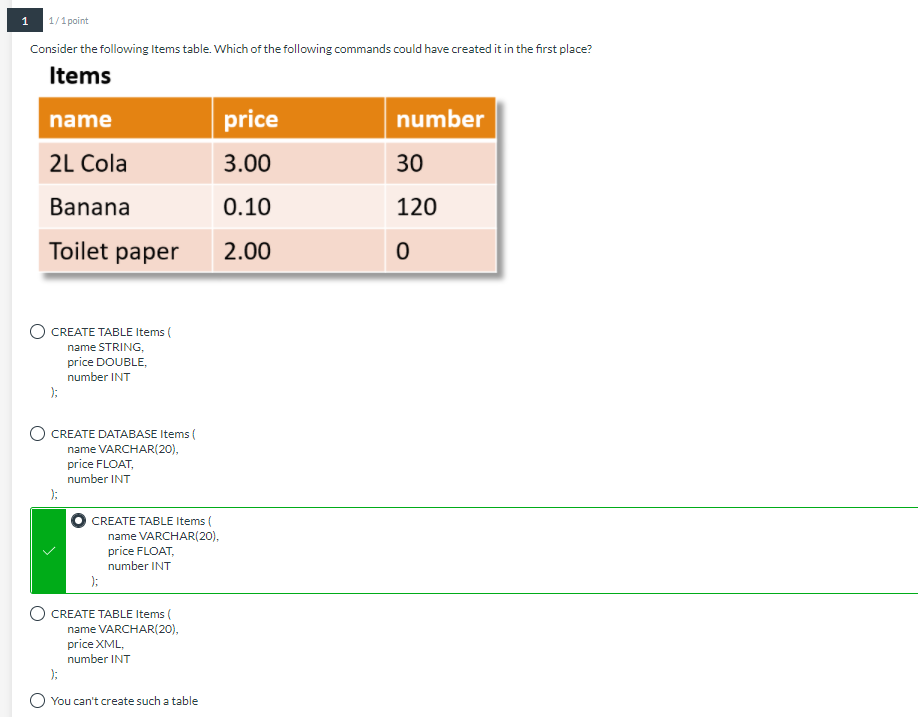 1 1 / 1 point
Consider the following Items table. Which of the following commands could have created it in the first place?
Items
name price number
2L Cola 3.00 30
Banana 0.10 120
Toilet paper 2.00 0
CREATE TABLE Items (
name STRING,
price DOUBLE,
number INT
);
CREATE DATABASE Items (
name VARCHAR(20),
price FLOAT,
number INT
);
CREATE TABLE Items (
name VARCHAR(20),
price FLOAT,
number INT
);
CREATE TABLE Items (
name VARCHAR(20),
price XML,
number INT
);
You can't create such a table